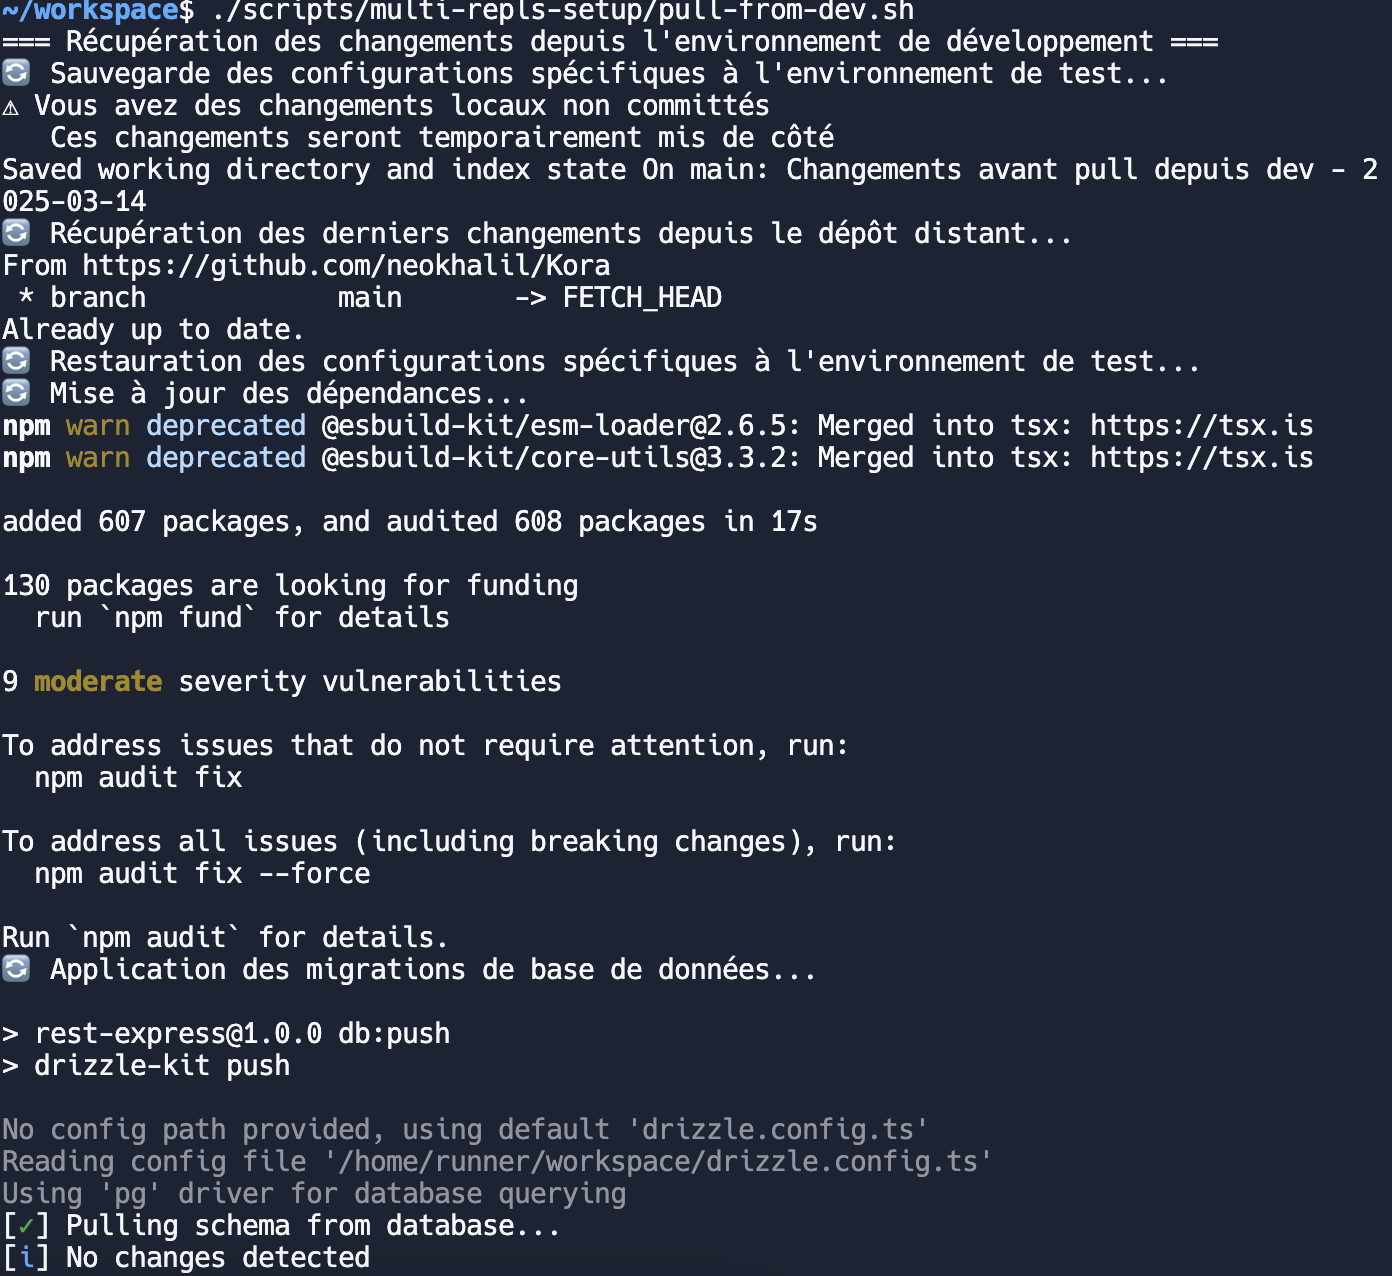 ~/workspace$ ./scripts/multi-repls-setup/pull-from-dev.sh
=== Récupération des changements depuis l'environnement de développement ===
🔄 Sauvegarde des configurations spécifiques à l'environnement de test...
⚠ Vous avez des changements locaux non committés
   Ces changements seront temporairement mis de côté
Saved working directory and index state On main: Changements avant pull depuis dev - 2
025-03-14
🔄 Récupération des derniers changements depuis le dépôt distant...
From https://github.com/neokhalil/Kora
 * branch            main       -> FETCH_HEAD
Already up to date.
🔄 Restauration des configurations spécifiques à l'environnement de test...
🔄 Mise à jour des dépendances...
npm warn deprecated @esbuild-kit/esm-loader@2.6.5: Merged into tsx: https://tsx.is
npm warn deprecated @esbuild-kit/core-utils@3.3.2: Merged into tsx: https://tsx.is

added 607 packages, and audited 608 packages in 17s

130 packages are looking for funding
  run `npm fund` for details

9 moderate severity vulnerabilities

To address issues that do not require attention, run:
  npm audit fix

To address all issues (including breaking changes), run:
  npm audit fix --force

Run `npm audit` for details.
🔄 Application des migrations de base de données...

> rest-express@1.0.0 db:push
> drizzle-kit push

No config path provided, using default 'drizzle.config.ts'
Reading config file '/home/runner/workspace/drizzle.config.ts'
Using 'pg' driver for database querying
[✓] Pulling schema from database...
[i] No changes detected